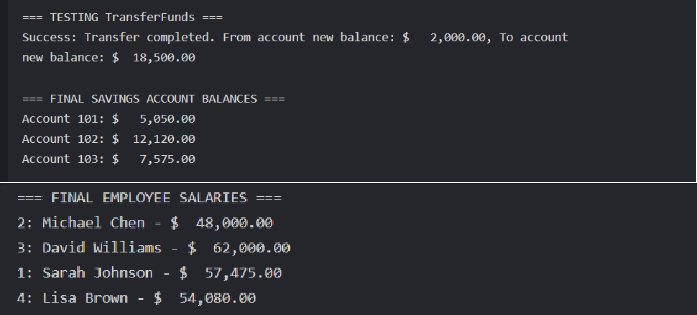 === TESTING TransferFunds ===
Success: Transfer completed. From account new balance: $   2,000.00, To account
new balance: $  18,500.00
=== FINAL SAVINGS ACCOUNT BALANCES ===
Account 101: $   5,050.00
Account 102: $  12,120.00
Account 103: $   7,575.00
=== FINAL EMPLOYEE SALARIES ===
2: Michael Chen - $  48,000.00
3: David Williams - $  62,000.00
1: Sarah Johnson - $  57,475.00
4: Lisa Brown - $  54,080.00